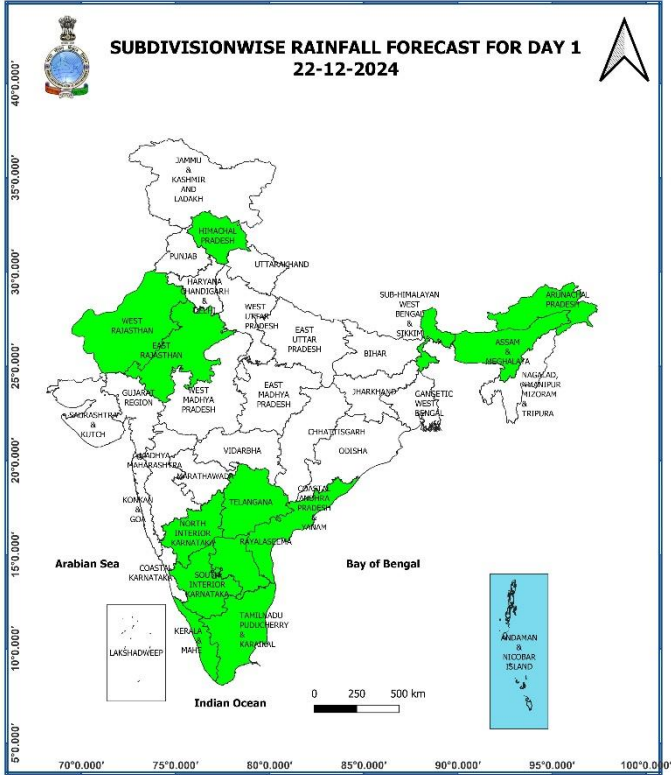 SUBDIVISIONWISE RAINFALL FORECAST FOR DAY 1
22-12-2024
40°0.000'
35°0.000'
30°0.000'
25°0.000'
20°0.000'
15°0.000'
10°0.000'
5°0.000'
JAMMU
&
KASHMIR
AND
LADAKH
HIMACHAL
PRADESH
PUNJAB
UTTARAKHAND
HARYANA
CHANDIGARH
&
DELHI
WEST
UTTAR
PRADESH
EAST
UTTAR
PRADESH
WEST
RAJASTHAN
EAST
RAJASTHAN
SUB-HIMALAYAN
WEST
BENGAL
&
SIKKIM
ARUNACHAL
PRADESH
ASSAM
&
MEGHALAYA
NAGALAD,
MANIPUR
MIZORAM
&
TRIPURA
BIHAR
JHARKHAND
GANGETIC
WEST
BENGAL
GUJARAT
REGION
SAURASHTRA
&
KUTCH
WEST
MADHYA
PRADESH
EAST
MADHYA
PRADESH
CHHATTISGARH
ODISHA
VIDARBHA
MADHYA
MAHARASHTRA
MARATHAWADA
KONKAN
&
GOA
TELANGANA
COASTAL
ANDHRA
PRADESH
&
YANAM
NORTH
INTERIOR
KARNATAKA
RAYALASEEMA
COASTAL
KARNATAKA
SOUTH
INTERIOR
KARNATAKA
KERALA
&
MAHE
TAMILNADU
PUDUCHERRY
&
KARAIKAL
LAKSHADWEEP
ANDAMAN
&
NICOBAR
ISLAND
Arabian Sea
Bay of Bengal
Indian Ocean
0 250 500 km
70°0.000' 75°0.000' 80°0.000' 85°0.000' 90°0.000' 95°0.000' 100°0.000'